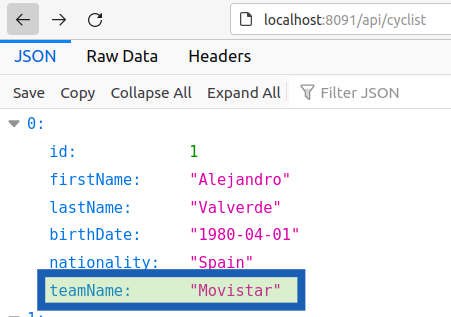 localhost:8091/api/cyclist
JSON Raw Data Headers
Save Copy Collapse All Expand All Filter JSON
0:
id: 1
firstName: "Alejandro"
lastName: "Valverde"
birthDate: "1980-04-01"
nationality: "Spain"
teamName: "Movistar"
1: